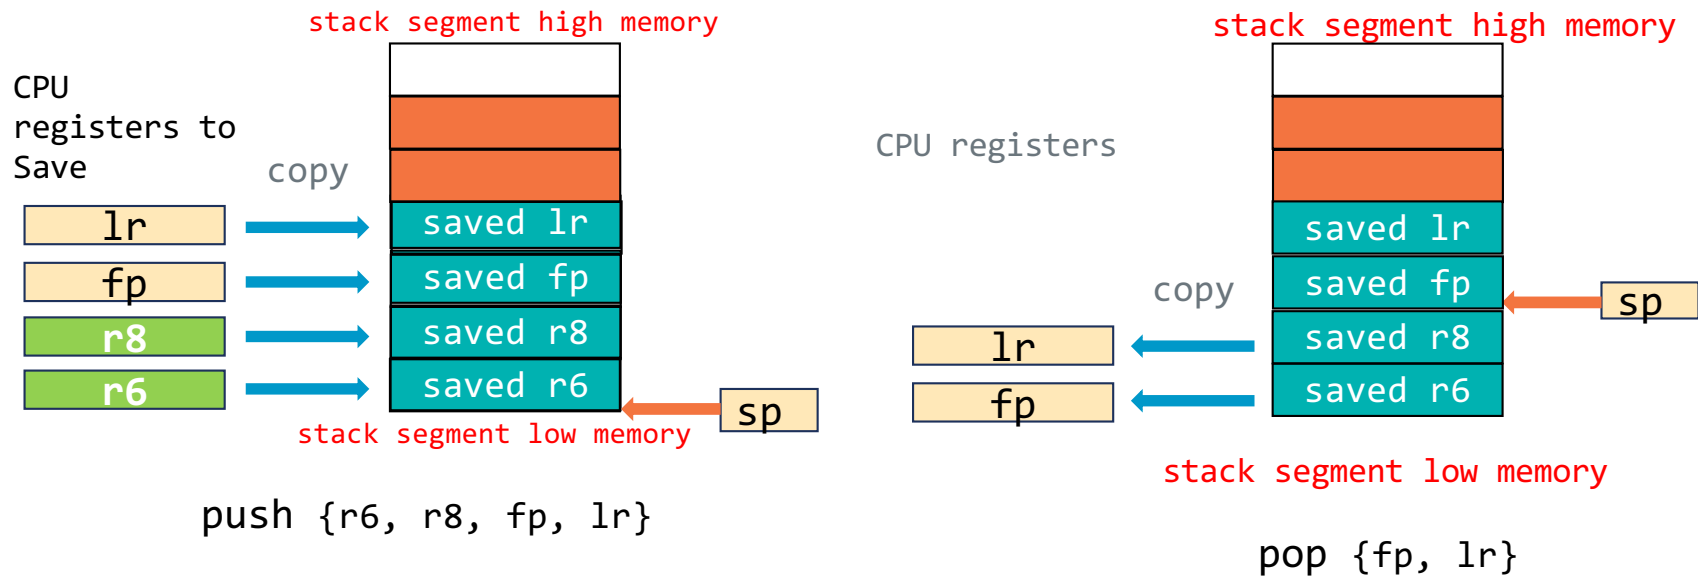 stack segment high memory
CPU
registers to
Save
copy
lr
fp
r8
r6
saved lr
saved fp
saved r8
saved r6
sp
stack segment low memory
push {r6, r8, fp, lr}
stack segment high memory
CPU registers
copy
lr
fp
saved lr
saved fp
saved r8
saved r6
sp
stack segment low memory
pop {fp, lr}